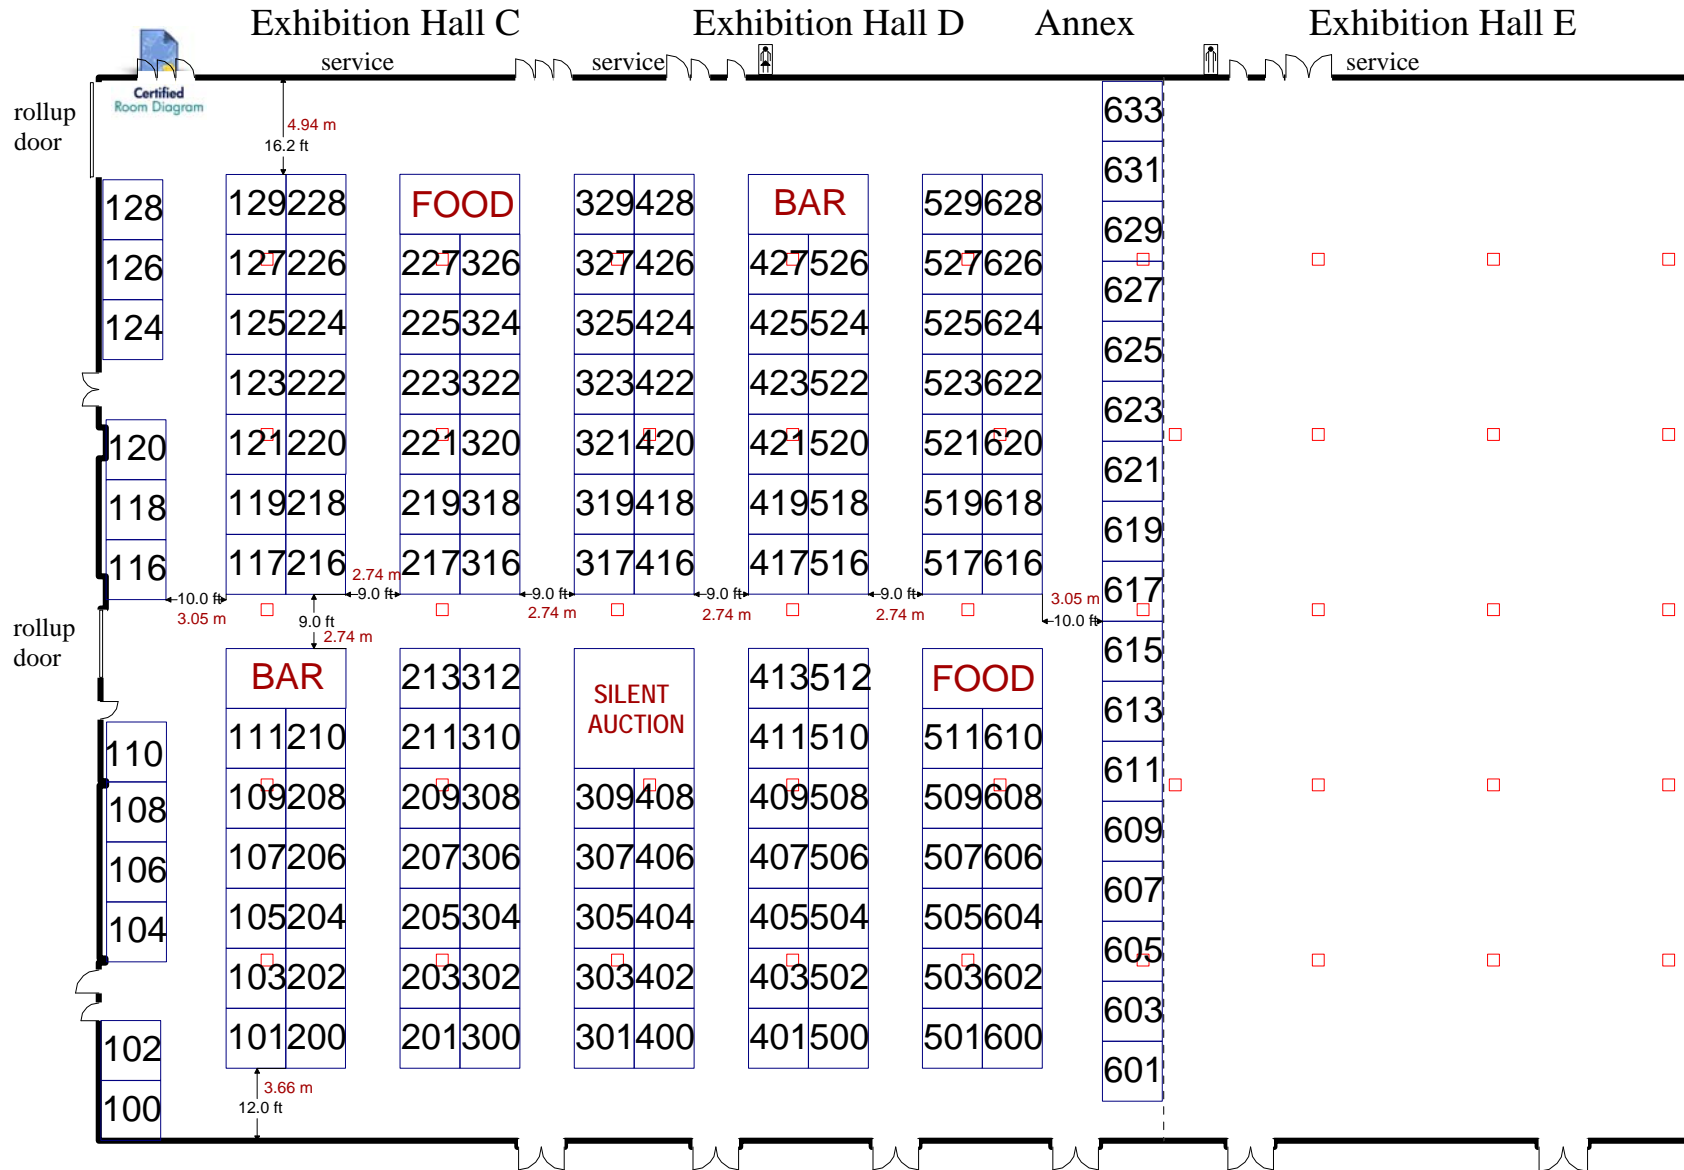 Exhibition Hall C Exhibition Hall D Annex Exhibition Hall E
service service service
Certified
Room Diagram
rollup
door
4.94 m
16.2 ft
633
631
128 129 228 FOOD 329 428 BAR 529 628
629
126 127 226 227 326 327 426 427 526 527 626
627
124 125 224 225 324 325 424 425 524 525 624
625
123 222 223 322 323 422 423 522 523 622
623
120 121 220 221 320 321 420 421 520 521 620
621
118 119 218 219 318 319 418 419 518 519 618
619
116 117 216 217 316 317 416 417 516 517 616
2.74 m
617
10.0 ft 9.0 ft 9.0 ft 9.0 ft 9.0 ft 3.05 m
3.05 m 2.74 m 2.74 m 2.74 m
9.0 ft 10.0 ft
2.74 m
rollup
door
615
BAR 213 312 SILENT 413 512 FOOD
AUCTION
613
110 111 210 211 310 411 510 511 610
611
108 109 208 209 308 309 408 409 508 509 608
609
106 107 206 207 306 307 406 407 506 507 606
607
104 105 204 205 304 305 404 405 504 505 604
605
103 202 203 302 303 402 403 502 503 602
603
102 101 200 201 300 301 400 401 500 501 600
601
3.66 m
12.0 ft
100